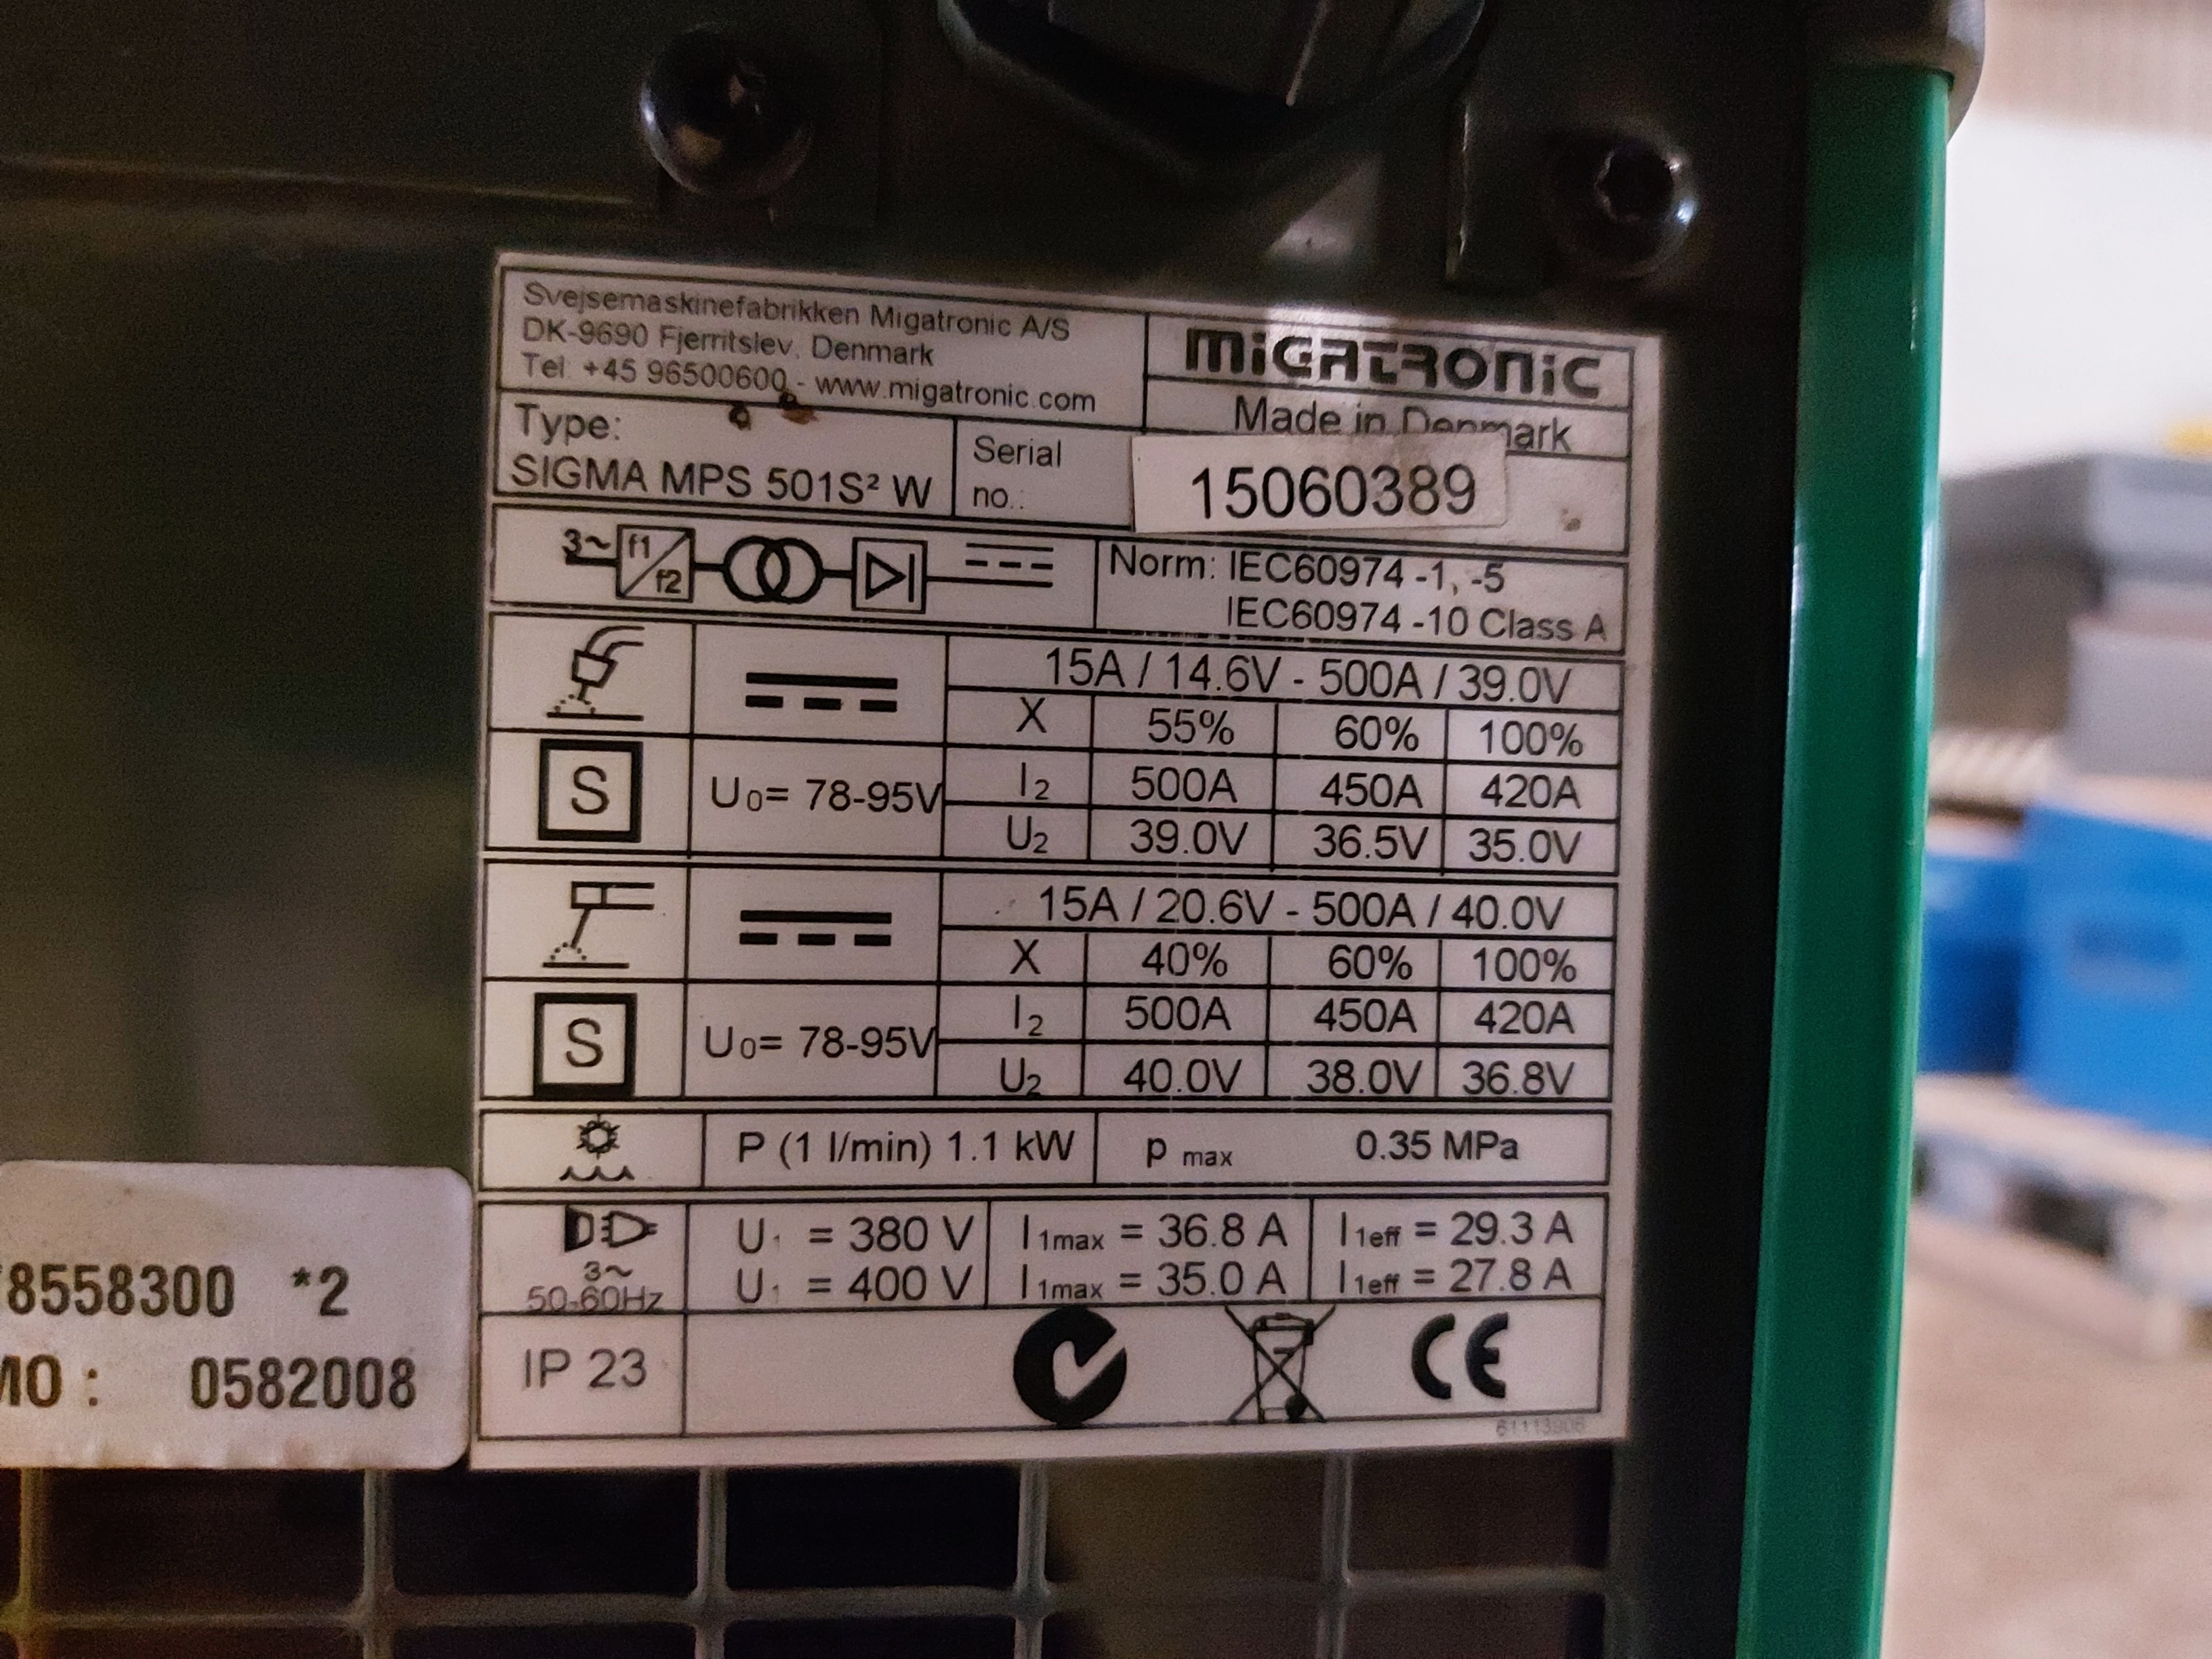 Svejsemaskinefabrikken Migatronic A/S
DK-9690 Fjerritslev, Denmark
Tel: +45 96500600 - www.migatronic.com
MIGATRONIC
Made in Denmark
Type:
SIGMA MPS 501S² W
Serial
no.:
15060389
3~ f1/f2
Norm: IEC60974 -1, -5
IEC60974 -10 Class A
15A / 14.6V - 500A / 39.0V
X 55% 60% 100%
S U₀= 78-95V
I₂ 500A 450A 420A
U₂ 39.0V 36.5V 35.0V
15A / 20.6V - 500A / 40.0V
X 40% 60% 100%
S U₀= 78-95V
I₂ 500A 450A 420A
U₂ 40.0V 38.0V 36.8V
P (1 l/min) 1.1 kW p max 0.35 MPa
3~
50-60Hz
U₁ = 380 V I1max = 36.8 A I1eff = 29.3 A
U₁ = 400 V I1max = 35.0 A I1eff = 27.8 A
IP 23
CE
8558300 *2
0582008